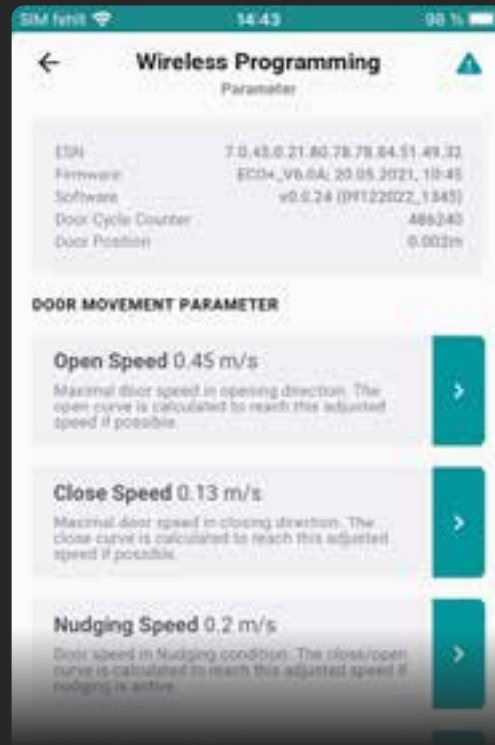 SIM fehlt 14:43 98 %
Wireless Programming
Parameter
ESN 7.0.45.0.21.80.78.78.84.51.49.32
Firmware ECO+_V6.0A; 20.05.2021, 10:45
Software v0.0.24 (09122022_1345)
Door Cycle Counter 486240
Door Position 0.002m
DOOR MOVEMENT PARAMETER
Open Speed 0.45 m/s
Maximal door speed in opening direction. The
open curve is calculated to reach this adjusted
speed if possible.
Close Speed 0.13 m/s
Maximal door speed in closing direction. The
close curve is calculated to reach this adjusted
speed if possible.
Nudging Speed 0.2 m/s
Door speed in Nudging condition. The close/open
curve is calculated to reach this adjusted speed if
nudging is active.